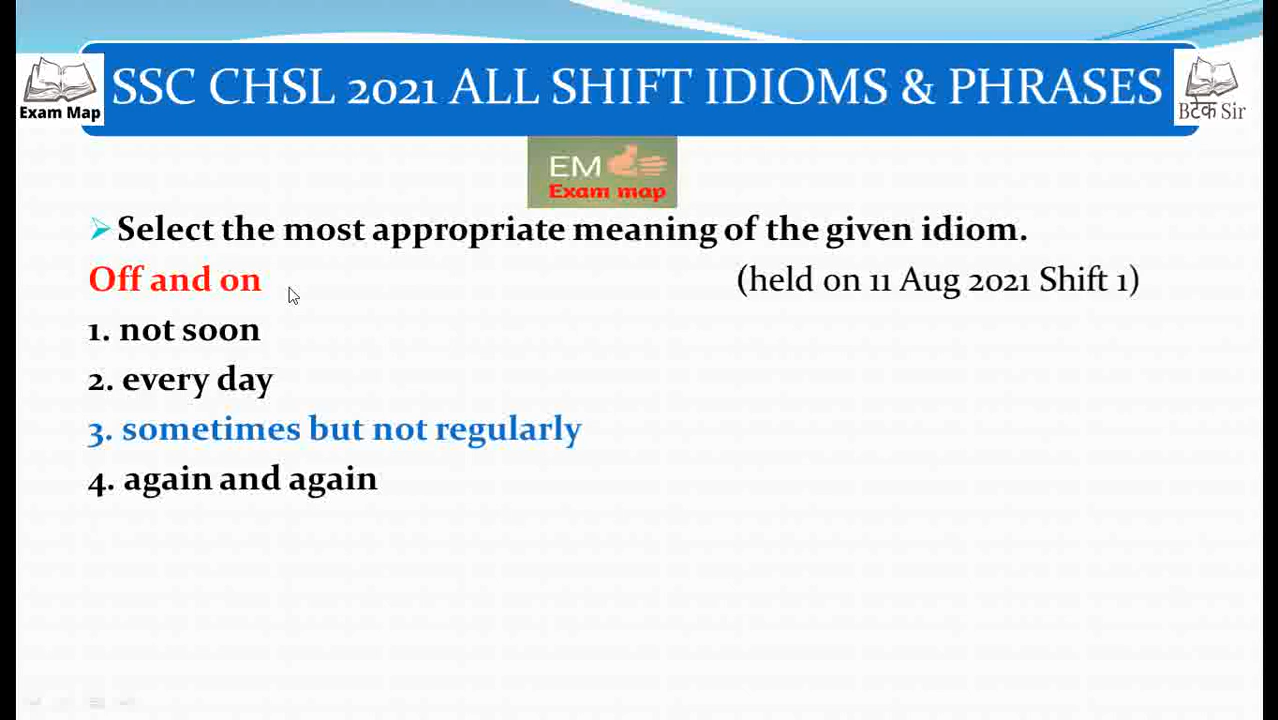 SSC CHSL 2021 ALL SHIFT IDIOMS & PHRASES
Exam Map
Bटेक Sir
EM
Exam map
Select the most appropriate meaning of the given idiom.
Off and on (held on 11 Aug 2021 Shift 1)
1. not soon
2. every day
3. sometimes but not regularly
4. again and again